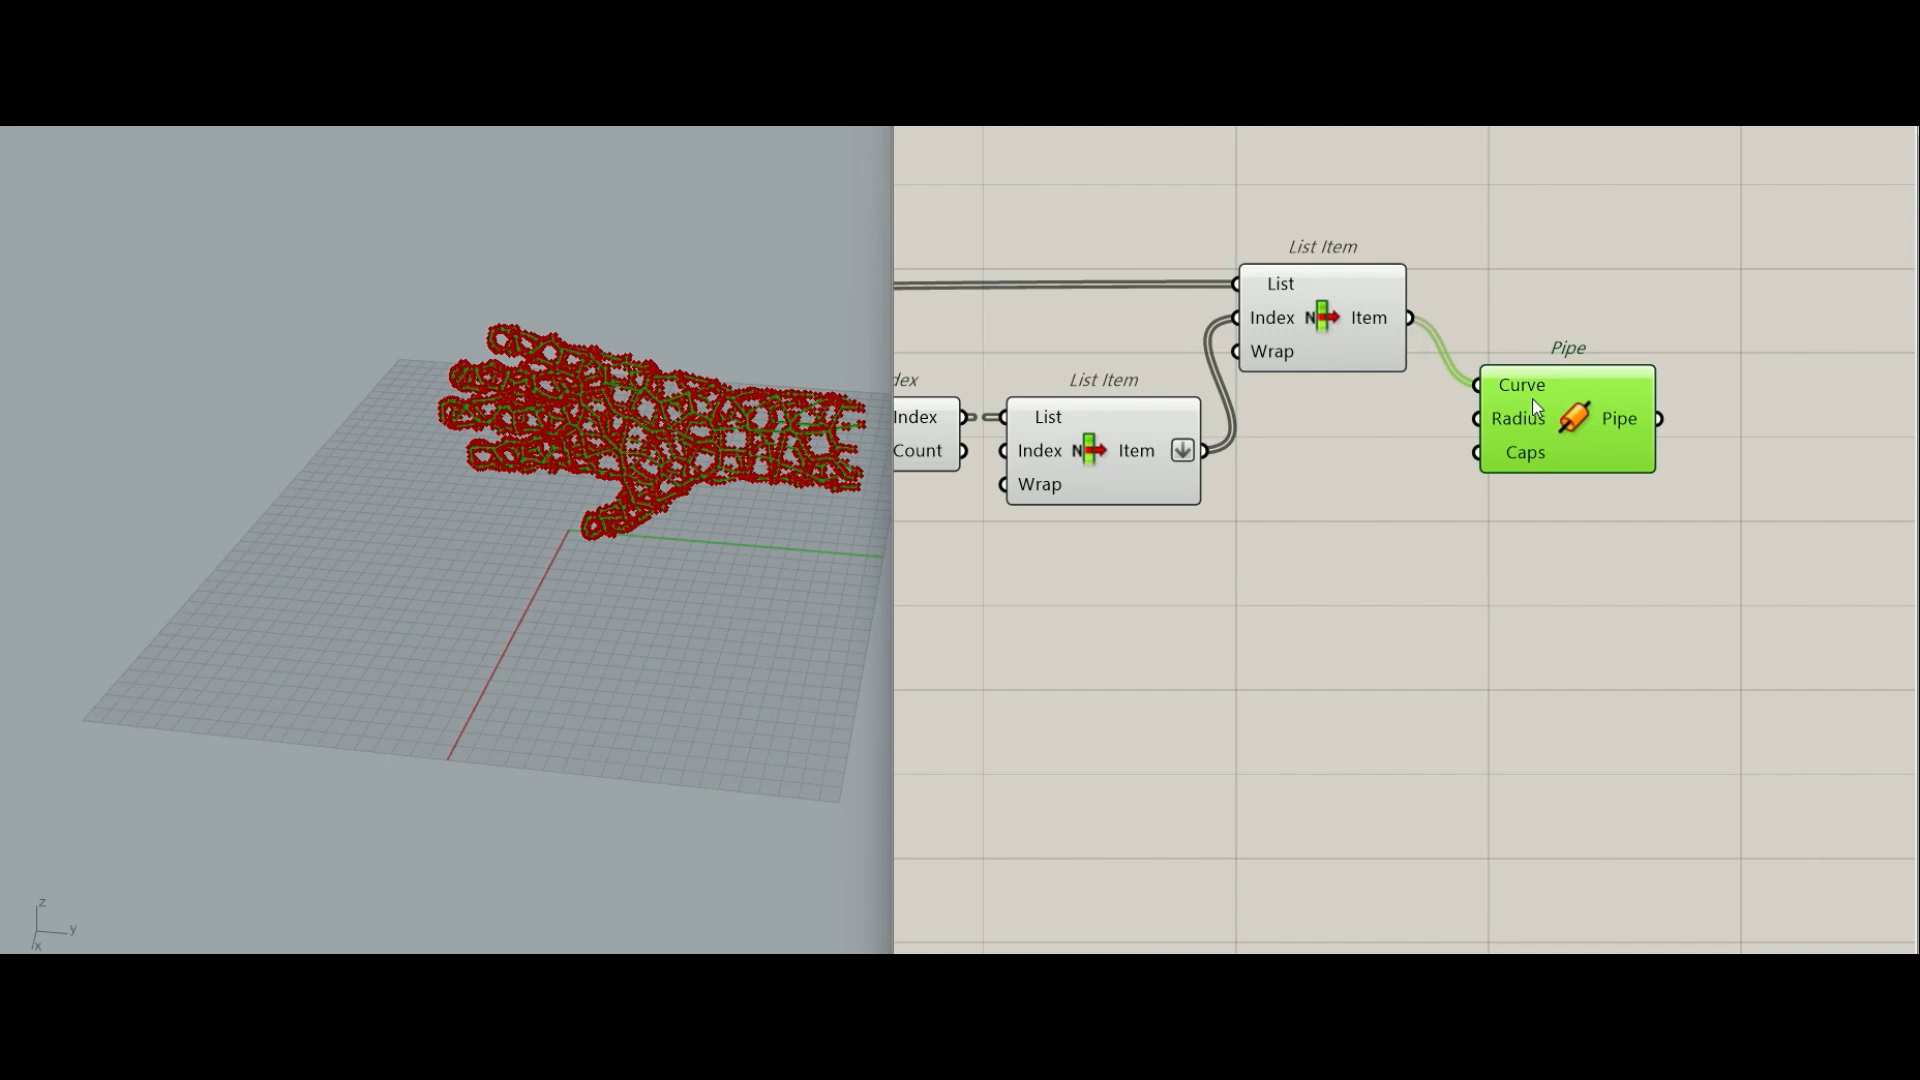 List Item
List
Index N Item
Wrap
Pipe
Curve
Radius Pipe
Caps
dex
Index
Count
List Item
List
Index N Item
Wrap
z
y
x